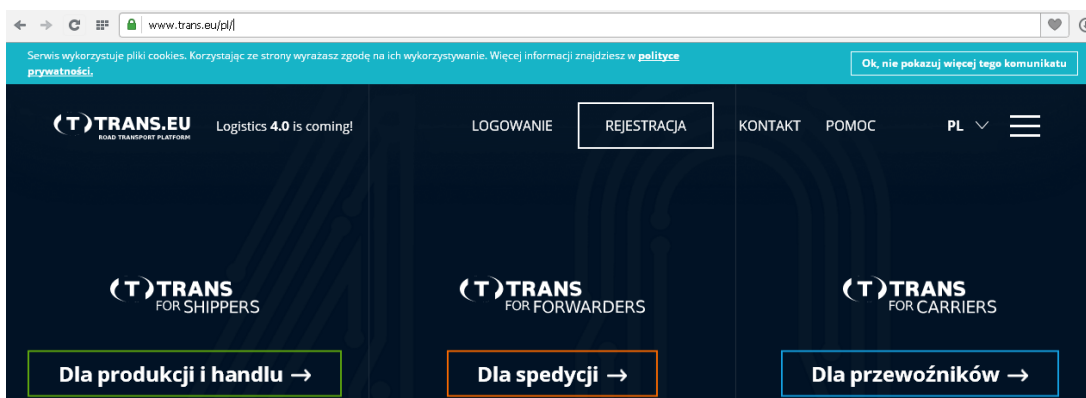 www.trans.eu/pl/
Serwis wykorzystuje pliki cookies. Korzystając ze strony wyrażasz zgodę na ich wykorzystywanie. Więcej informacji znajdziesz w polityce
prywatności.
Ok, nie pokazuj więcej tego komunikatu
(T) TRANS.EU
ROAD TRANSPORT PLATFORM
Logistics 4.0 is coming!
LOGOWANIE
REJESTRACJA
KONTAKT
POMOC
PL
(T) TRANS
FOR SHIPPERS
(T) TRANS
FOR FORWARDERS
(T) TRANS
FOR CARRIERS
Dla produkcji i handlu →
Dla spedycji →
Dla przewoźników →